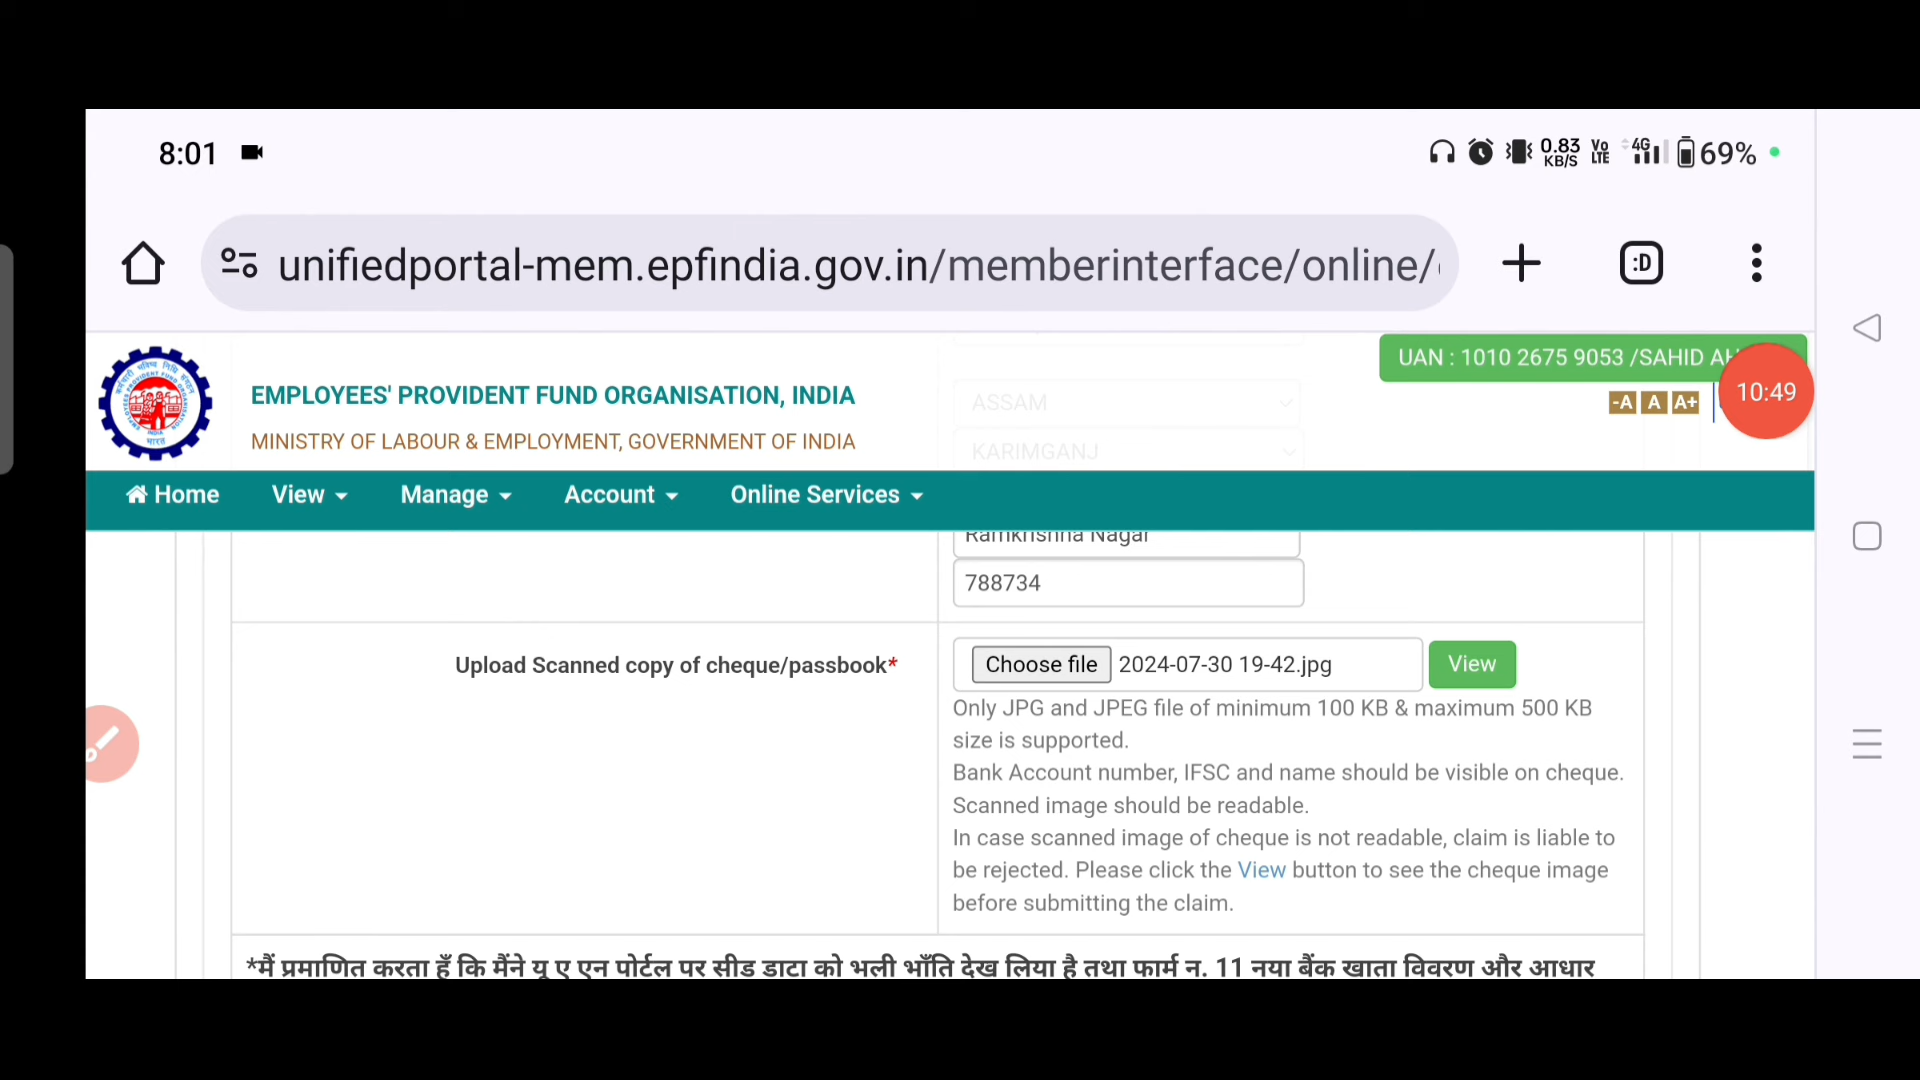 8:01
0.83 KB/S Vo LTE 4G 69%
unifiedportal-mem.epfindia.gov.in/memberinterface/online/
:D
UAN : 1010 2675 9053 /SAHID
10:49
EMPLOYEES' PROVIDENT FUND ORGANISATION, INDIA
-A A A+
MINISTRY OF LABOUR & EMPLOYMENT, GOVERNMENT OF INDIA
ASSAM
KARIMGANJ
Home View Manage Account Online Services
Ramkrishna Nagar
788734
Upload Scanned copy of cheque/passbook*
Choose file 2024-07-30 19-42.jpg View
Only JPG and JPEG file of minimum 100 KB & maximum 500 KB
size is supported.
Bank Account number, IFSC and name should be visible on cheque.
Scanned image should be readable.
In case scanned image of cheque is not readable, claim is liable to
be rejected. Please click the View button to see the cheque image
before submitting the claim.
*मैं प्रमाणित करता हूँ कि मैंने यू ए एन पोर्टल पर सीड डाटा को भली भाँति देख लिया है तथा फार्म न. 11 नया बैंक खाता विवरण और आधार